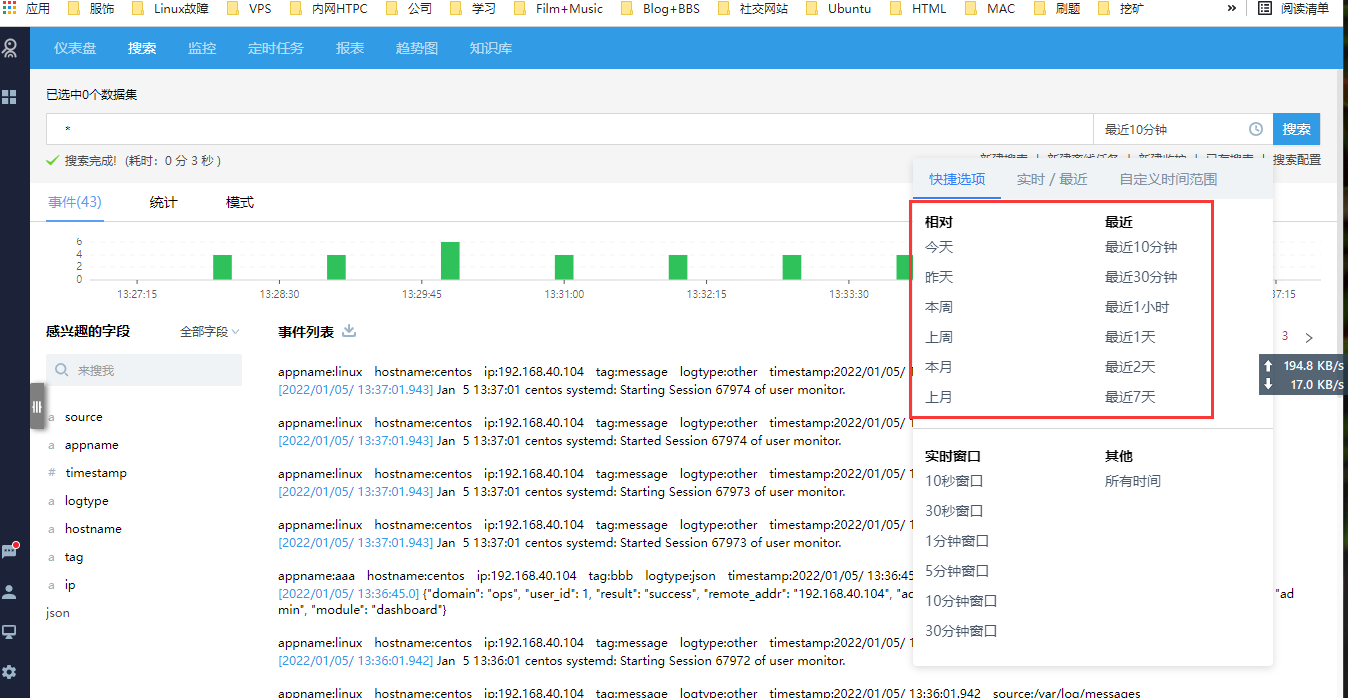 应用 服饰 Linux故障 VPS 内网HTPC 公司 学习 Film+Music Blog+BBS 社交网站 Ubuntu HTML MAC 刷题 挖矿 » 阅读清单
仪表盘 搜索 监控 定时任务 报表 趋势图 知识库
已选中0个数据集
* 最近10分钟 搜索
搜索完成! (耗时: 0 分 3 秒 )
新建搜索 | 新建离线任务 | 新建监护 | 已有搜索 | 搜索配置
快捷选项 实时 / 最近 自定义时间范围
事件(43) 统计 模式
相对 最近
今天 最近10分钟
昨天 最近30分钟
本周 最近1小时
上周 最近1天
本月 最近2天
上月 最近7天
实时窗口 其他
10秒窗口 所有时间
30秒窗口
1分钟窗口
5分钟窗口
10分钟窗口
30分钟窗口
6
4
2
0
13:27:15 13:28:30 13:29:45 13:31:00 13:32:15 13:33:30 37:15
感兴趣的字段 全部字段
来搜我
a source
a appname
# timestamp
a logtype
a hostname
a tag
a ip
json
事件列表
3 >
194.8 KB/s
17.0 KB/s
appname:linux hostname:centos ip:192.168.40.104 tag:message logtype:other timestamp:2022/01/05/ 1
[2022/01/05/ 13:37:01.943] Jan 5 13:37:01 centos systemd: Starting Session 67974 of user monitor.
appname:linux hostname:centos ip:192.168.40.104 tag:message logtype:other timestamp:2022/01/05/ 1
[2022/01/05/ 13:37:01.943] Jan 5 13:37:01 centos systemd: Started Session 67974 of user monitor.
appname:linux hostname:centos ip:192.168.40.104 tag:message logtype:other timestamp:2022/01/05/ 1
[2022/01/05/ 13:37:01.943] Jan 5 13:37:01 centos systemd: Starting Session 67973 of user monitor.
appname:linux hostname:centos ip:192.168.40.104 tag:message logtype:other timestamp:2022/01/05/ 1
[2022/01/05/ 13:37:01.943] Jan 5 13:37:01 centos systemd: Started Session 67973 of user monitor.
appname:aaa hostname:centos ip:192.168.40.104 tag:bbb logtype:json timestamp:2022/01/05/ 13:36:45
[2022/01/05/ 13:36:45.0] {"domain": "ops", "user_id": 1, "result": "success", "remote_addr": "192.168.40.104", "ac : "ad
min", "module": "dashboard"}
appname:linux hostname:centos ip:192.168.40.104 tag:message logtype:other timestamp:2022/01/05/ 1
[2022/01/05/ 13:36:01.942] Jan 5 13:36:01 centos systemd: Starting Session 67972 of user monitor.
appname:linux hostname:centos ip:192.168.40.104 tag:message logtype:other timestamp:2022/01/05/ 13:36:01.942 source:/var/log/messages